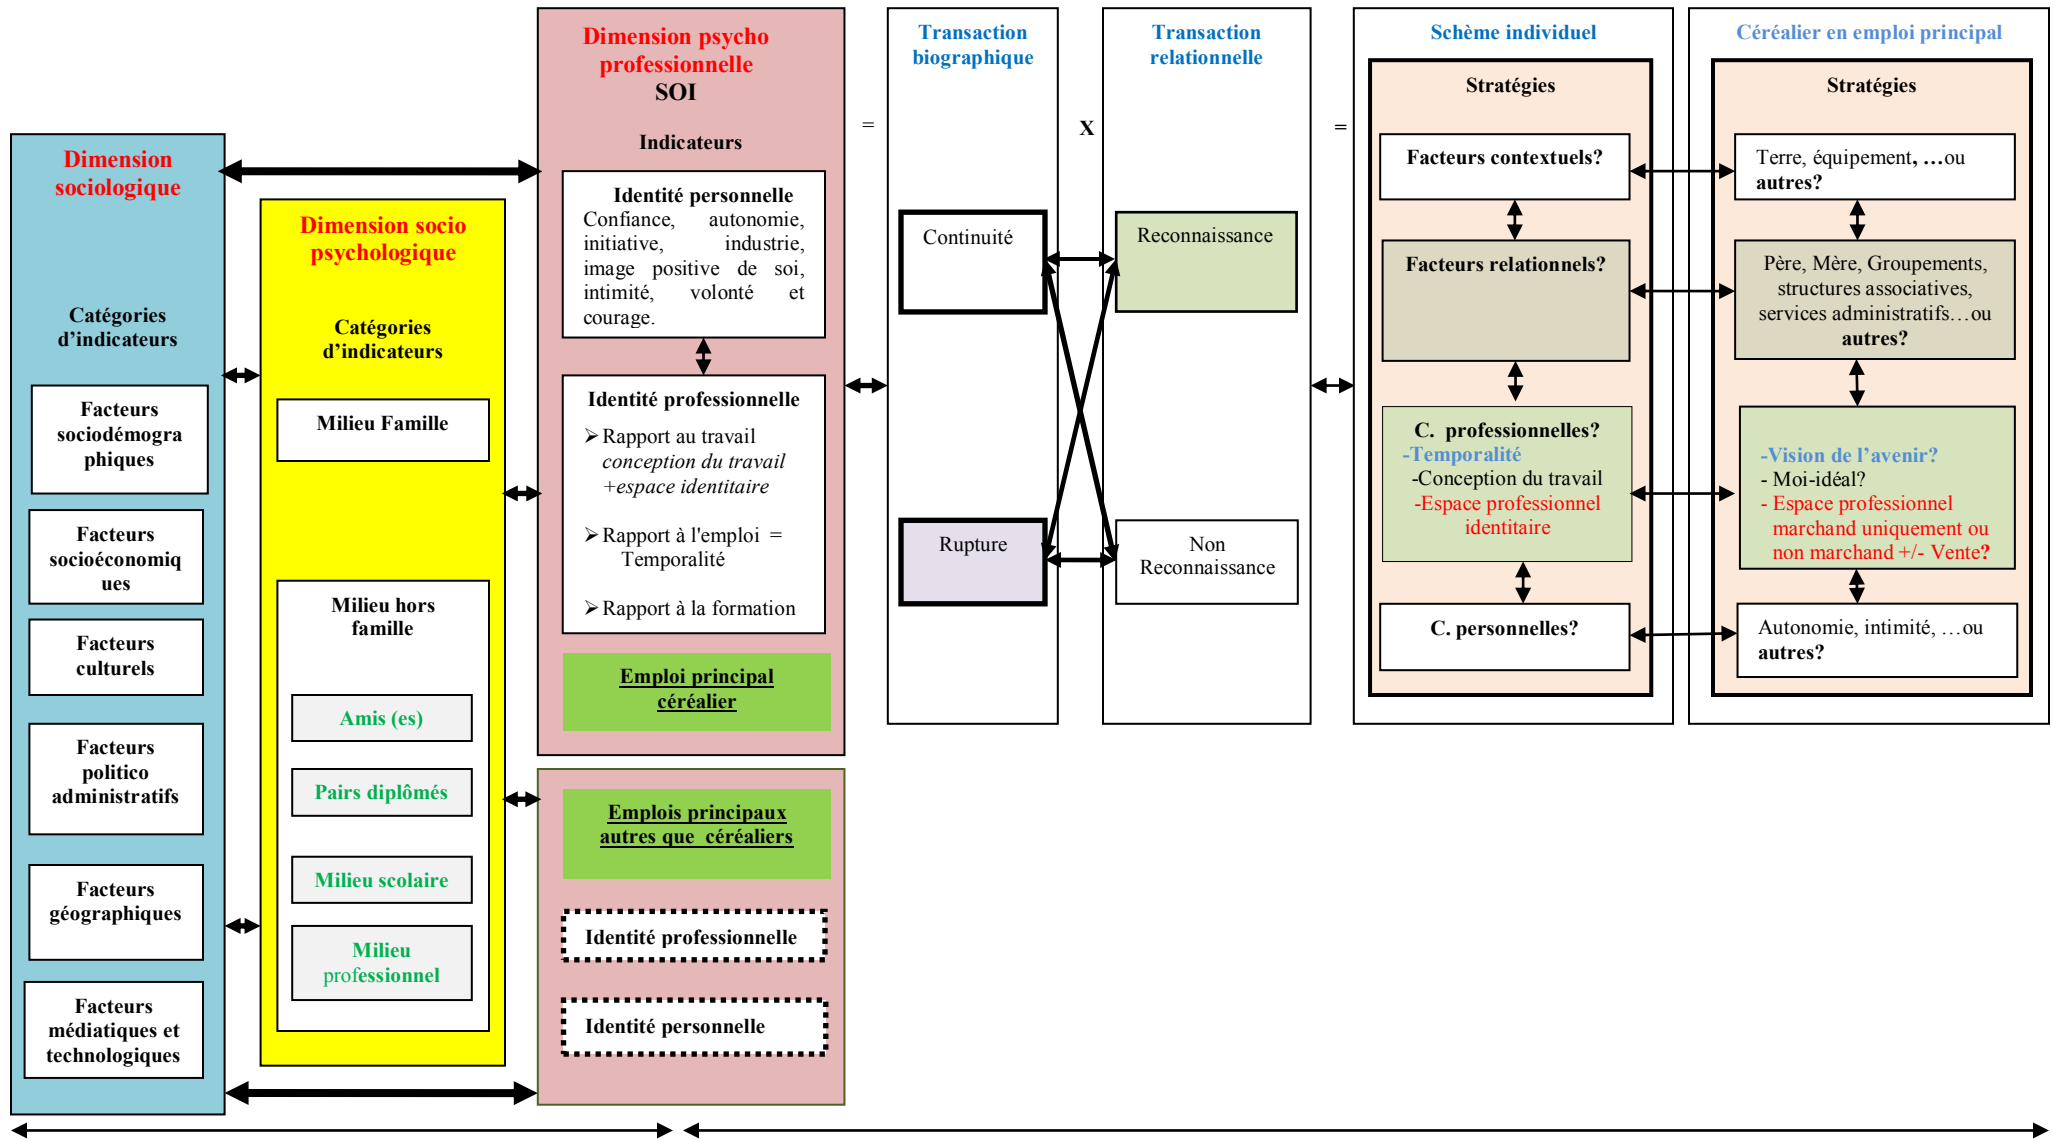 Dimension
sociologique
Catégories
d’indicateurs
Facteurs
sociodémogra
phiques
Facteurs
socioéconomiq
ues
Facteurs
culturels
Facteurs
politico
administratifs
Facteurs
géographiques
Facteurs
médiatiques et
technologiques
Dimension socio
psychologique
Catégories
d’indicateurs
Milieu Famille
Milieu hors
famille
Amis (es)
Pairs diplômés
Milieu scolaire
Milieu
professionnel
Dimension psycho
professionnelle
SOI
Indicateurs
Identité personnelle
Confiance, autonomie,
initiative, industrie,
image positive de soi,
intimité, volonté et
courage.
Identité professionnelle
➢ Rapport au travail
conception du travail
+espace identitaire
➢ Rapport à l'emploi =
Temporalité
➢ Rapport à la formation
Emploi principal
céréalier
Emplois principaux
autres que céréaliers
Identité professionnelle
Identité personnelle
=
Transaction
biographique
Continuité
Rupture
X
Transaction
relationnelle
Reconnaissance
Non
Reconnaissance
=
Schème individuel
Stratégies
Facteurs contextuels?
Facteurs relationnels?
C. professionnelles?
-Temporalité
-Conception du travail
-Espace professionnel
identitaire
C. personnelles?
Céréalier en emploi principal
Stratégies
Terre, équipement, …ou
autres?
Père, Mère, Groupements,
structures associatives,
services administratifs…ou
autres?
-Vision de l’avenir?
- Moi-idéal?
- Espace professionnel
marchand uniquement ou
non marchand +/- Vente?
Autonomie, intimité, …ou
autres?